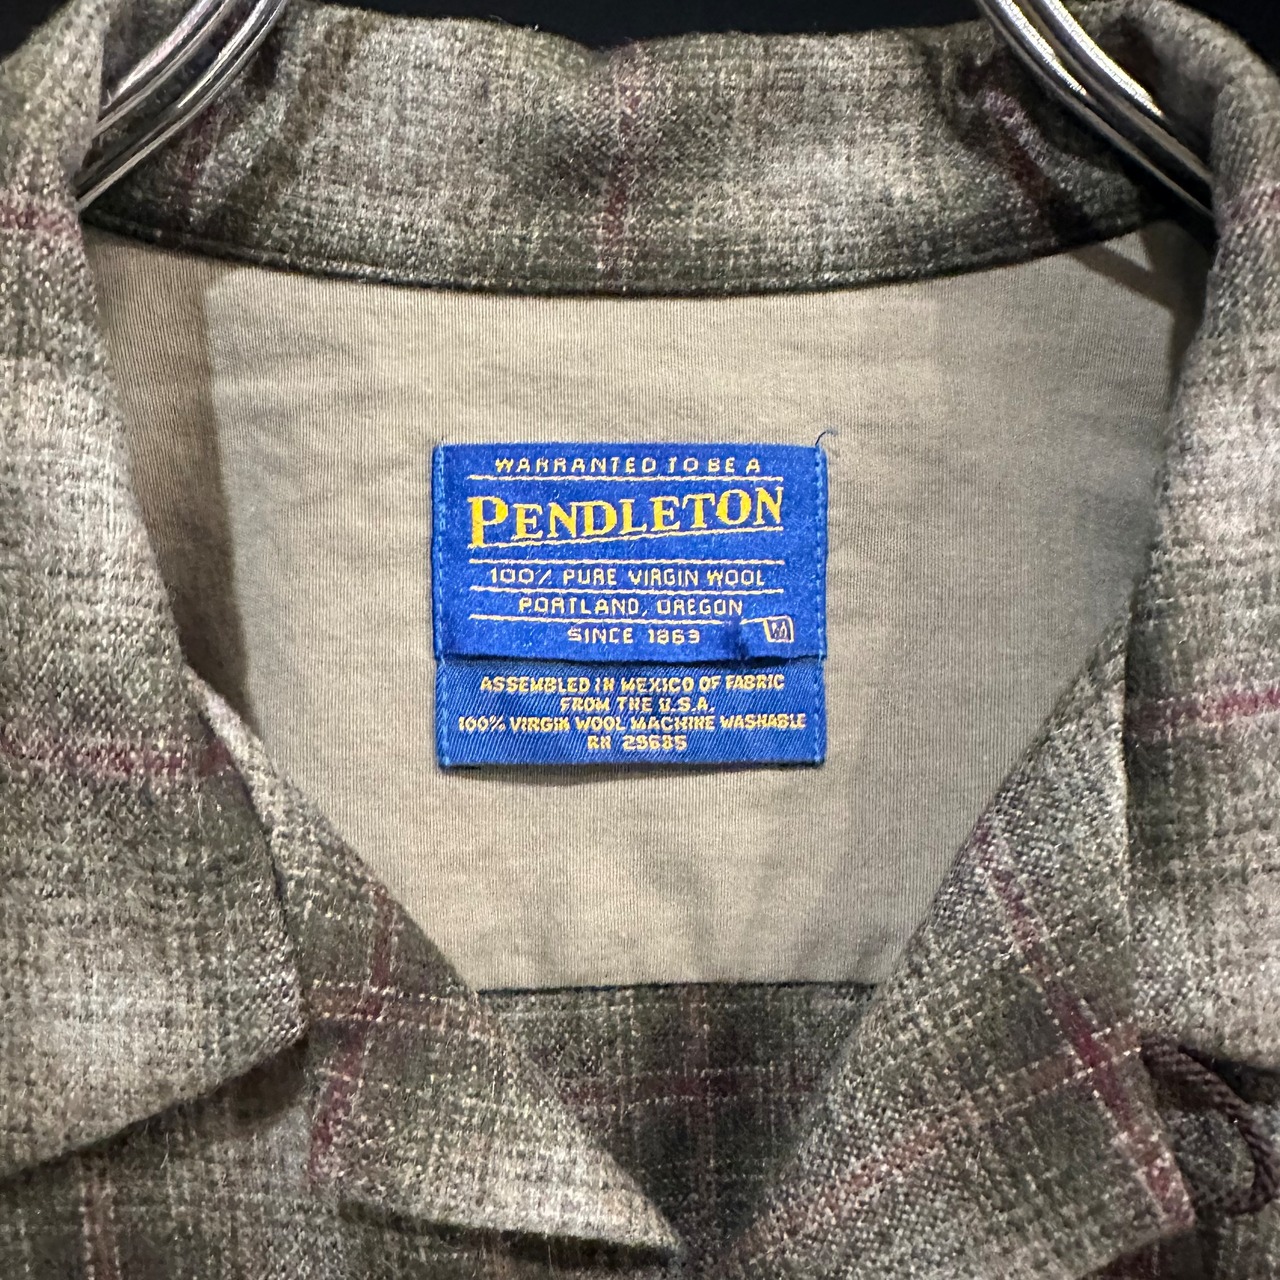 WARRANTED TO BE A
PENDLETON
100% PURE VIRGIN WOOL
PORTLAND, OREGON
SINCE 1863
M
ASSEMBLED IN MEXICO OF FABRIC
FROM THE U.S.A.
100% VIRGIN WOOL MACHINE WASHABLE
RN 29685